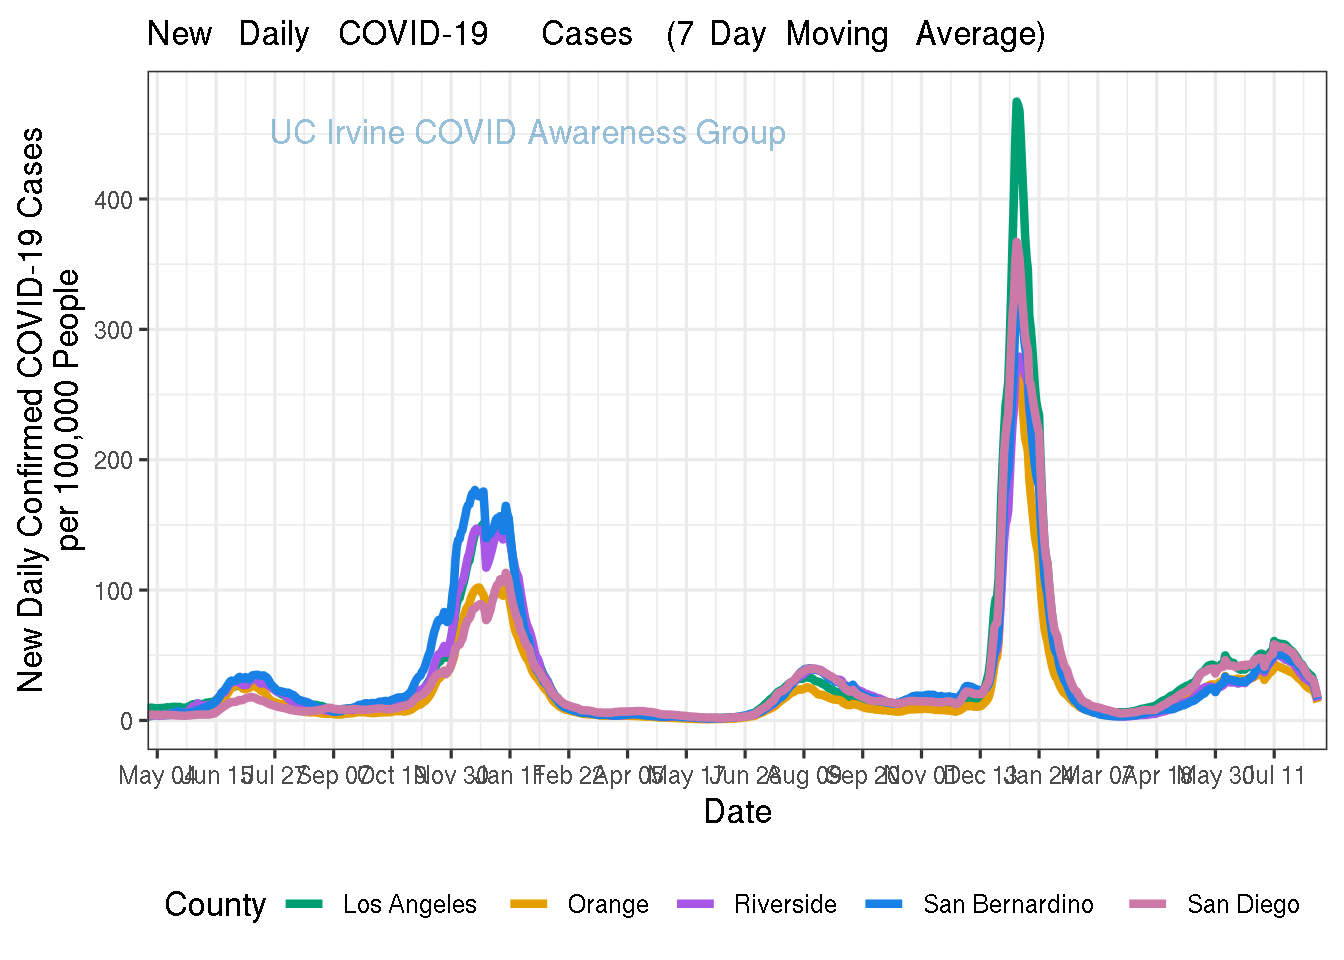 New Daily COVID-19 Cases (7 Day Moving Average)
UC Irvine COVID Awareness Group
New Daily Confirmed COVID-19 Cases
per 100,000 People
400
300
200
100
0
May 04 Jun 15 Jul 27 Sep 07 Oct 19 Nov 30 Jan 11 Feb 22 Apr 05 May 17 Jun 28 Aug 09 Sep 20 Nov 01 Dec 13 Jan 24 Mar 07 Apr 18 May 30 Jul 11
Date
County Los Angeles Orange Riverside San Bernardino San Diego